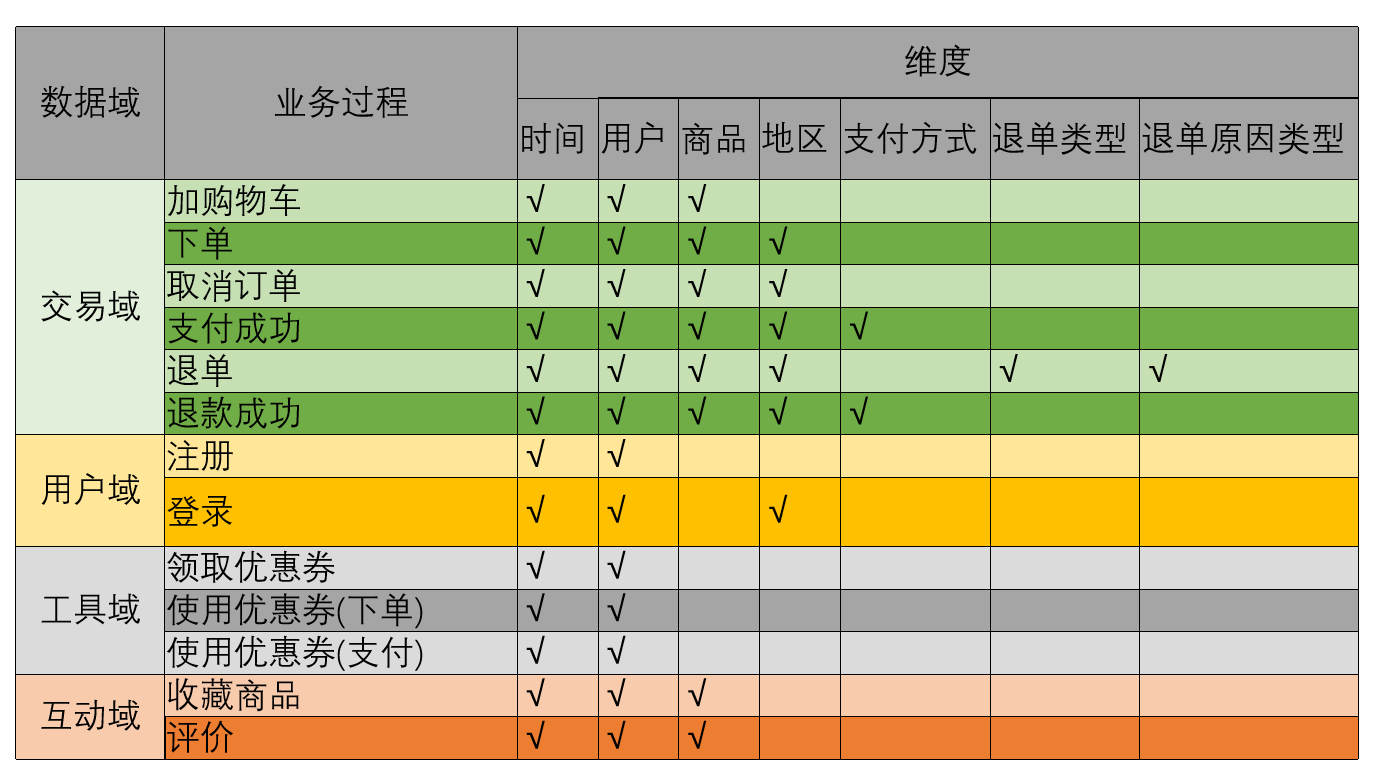 数据域 业务过程 维度
时间 用户 商品 地区 支付方式 退单类型 退单原因类型
交易域
加购物车 √ √ √
下单 √ √ √ √
取消订单 √ √ √ √
支付成功 √ √ √ √ √
退单 √ √ √ √ √ √
退款成功 √ √ √ √ √
用户域
注册 √ √
登录 √ √ √
工具域
领取优惠券 √ √
使用优惠券(下单) √ √
使用优惠券(支付) √ √
互动域
收藏商品 √ √ √
评价 √ √ √